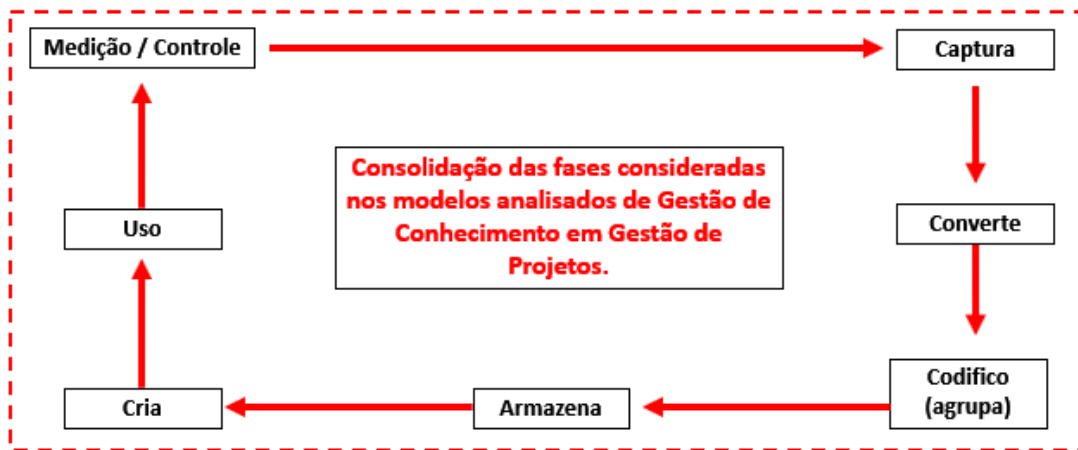 Medição / Controle
Captura
Consolidação das fases consideradas
nos modelos analisados de Gestão de
Conhecimento em Gestão de
Projetos.
Uso
Converte
Cria
Armazena
Codifico
(agrupa)